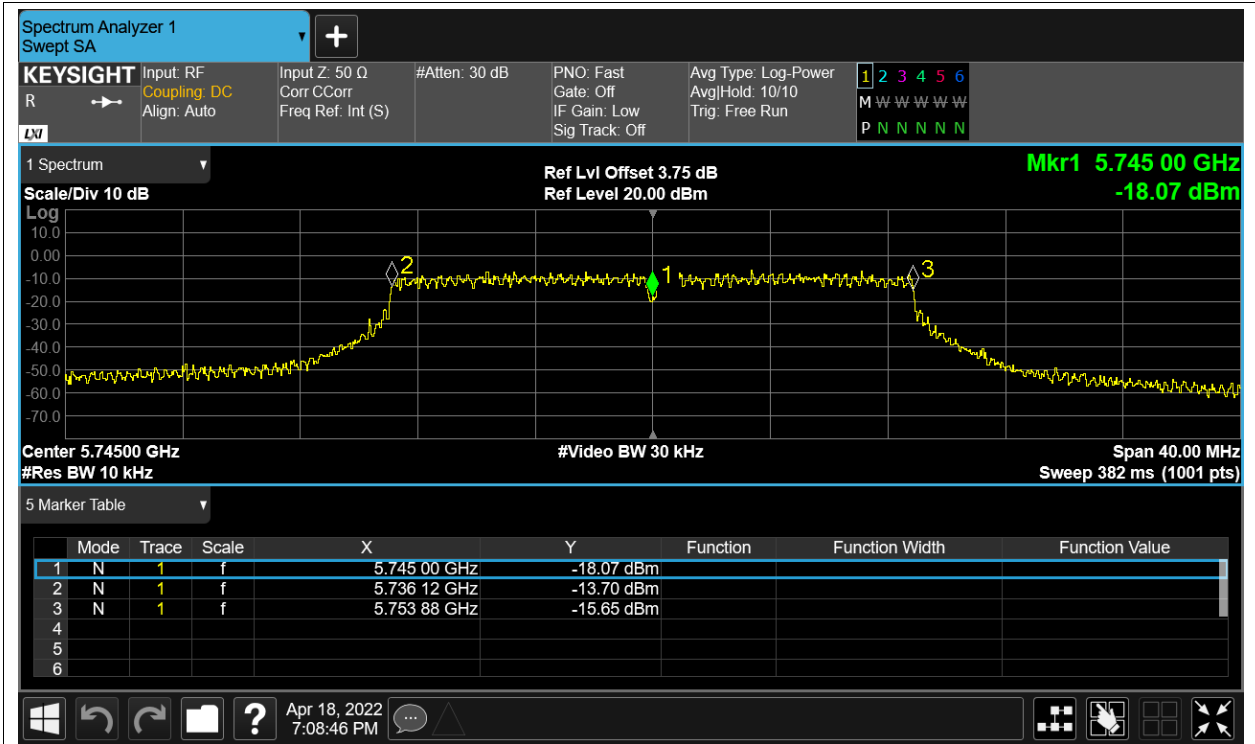 Spectrum Analyzer 1
Swept SA
KEYSIGHT
R
LXI
Input: RF
Coupling: DC
Align: Auto
Input Z: 50 Ω
Corr CCorr
Freq Ref: Int (S)
#Atten: 30 dB
PNO: Fast
Gate: Off
IF Gain: Low
Sig Track: Off
Avg Type: Log-Power
Avg|Hold: 10/10
Trig: Free Run
1 2 3 4 5 6
M W W W W W
P N N N N N
1 Spectrum
Scale/Div 10 dB
Ref Lvl Offset 3.75 dB
Ref Level 20.00 dBm
Mkr1 5.745 00 GHz
-18.07 dBm
Log
10.0
0.00
-10.0
-20.0
-30.0
-40.0
-50.0
-60.0
-70.0
2
1
3
Center 5.74500 GHz
#Video BW 30 kHz
Span 40.00 MHz
#Res BW 10 kHz
Sweep 382 ms (1001 pts)
5 Marker Table
Mode Trace Scale X Y Function Function Width Function Value
1 N 1 f 5.745 00 GHz -18.07 dBm
2 N 1 f 5.736 12 GHz -13.70 dBm
3 N 1 f 5.753 88 GHz -15.65 dBm
4
5
6
?
Apr 18, 2022
7:08:46 PM